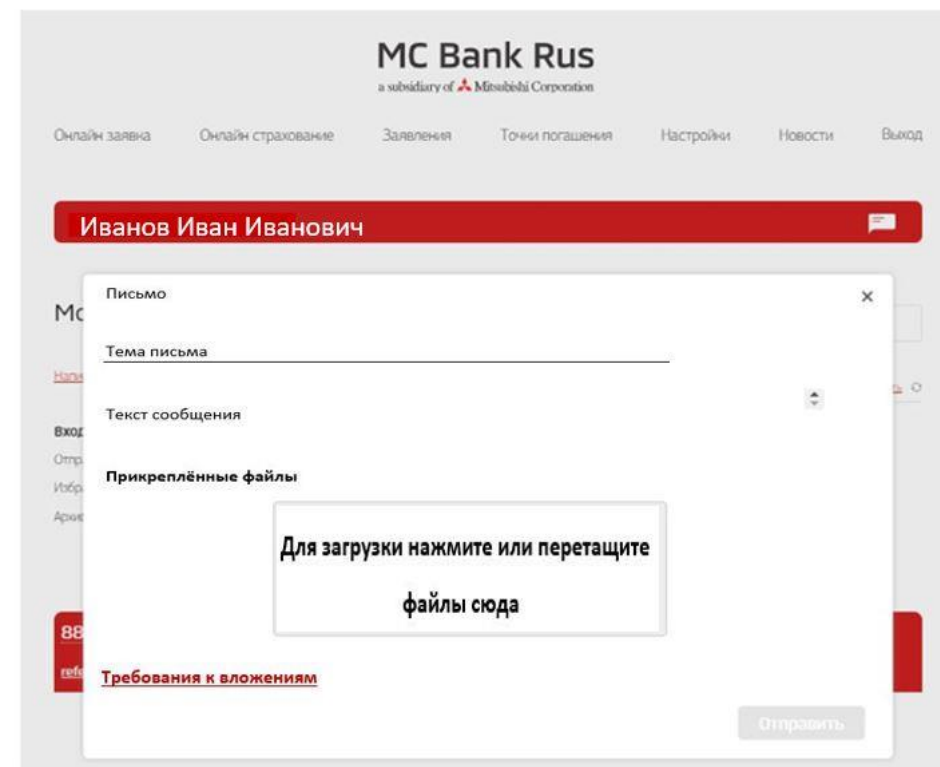 MC Bank Rus
a subsidiary of Mitsubishi Corporation
Онлайн заявка Онлайн страхование Заявления Точки погашения Настройки Новости Выход
Иванов Иван Иванович
Письмо
Тема письма
Текст сообщения
Прикреплённые файлы
Для загрузки нажмите или перетащите
файлы сюда
88
Требования к вложениям
Отправить